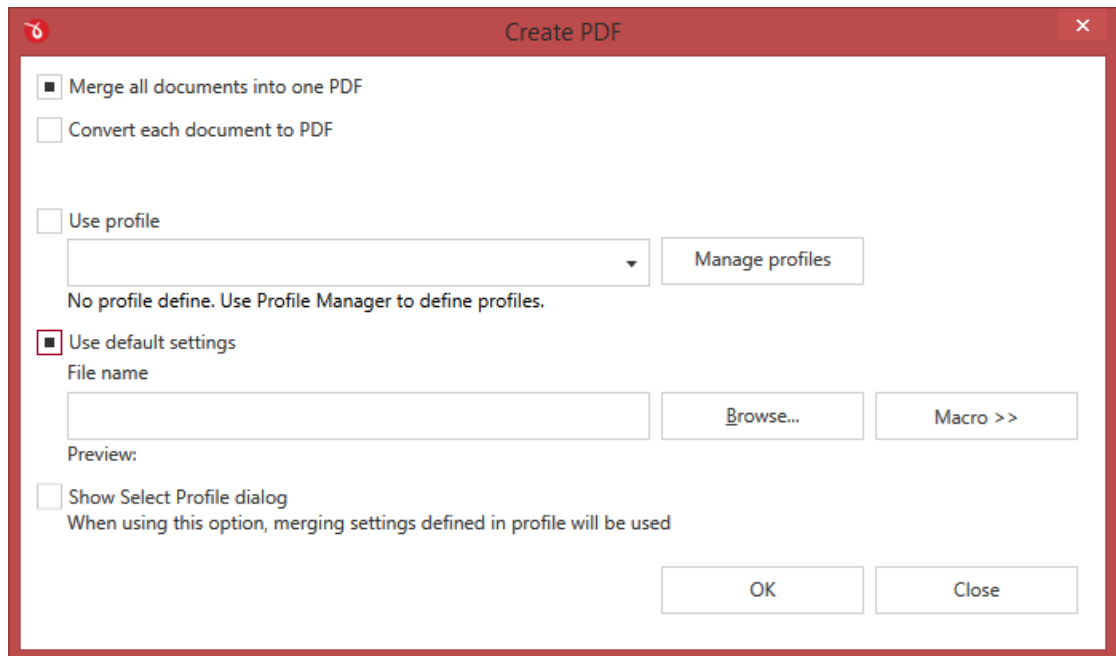 Create PDF
Merge all documents into one PDF
Convert each document to PDF
Use profile
Manage profiles
No profile define. Use Profile Manager to define profiles.
Use default settings
File name
Browse... Macro >>
Preview:
Show Select Profile dialog
When using this option, merging settings defined in profile will be used
OK Close